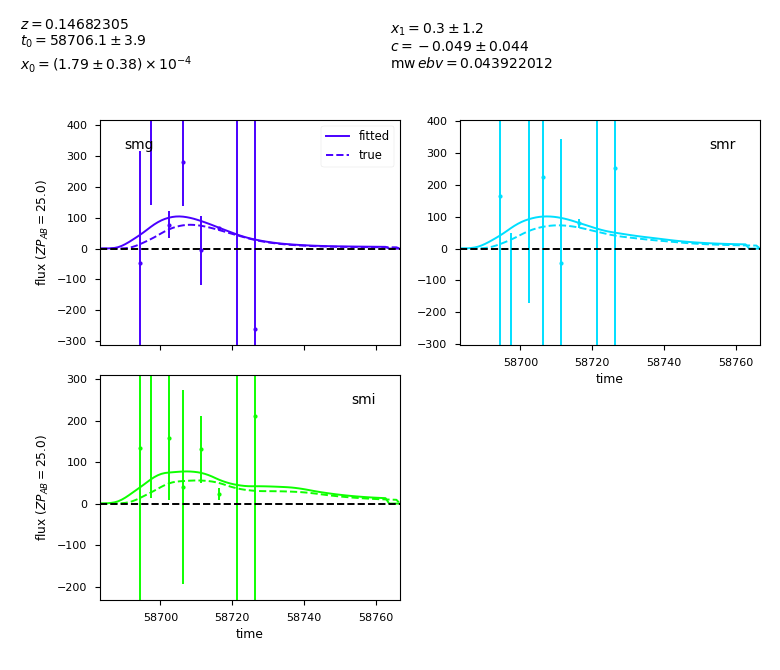 z = 0.14682305
t₀ = 58706.1 ± 3.9
x₀ = (1.79 ± 0.38) × 10⁻⁴
x₁ = 0.3 ± 1.2
c = −0.049 ± 0.044
mw ebv = 0.043922012
smg
fitted
true
400
300
200
100
0
−100
−200
−300
flux (ZP_AB = 25.0)
smr
400
300
200
100
0
−100
−200
−300
58700 58720 58740 58760
time
smi
300
200
100
0
−100
−200
flux (ZP_AB = 25.0)
58700 58720 58740 58760
time